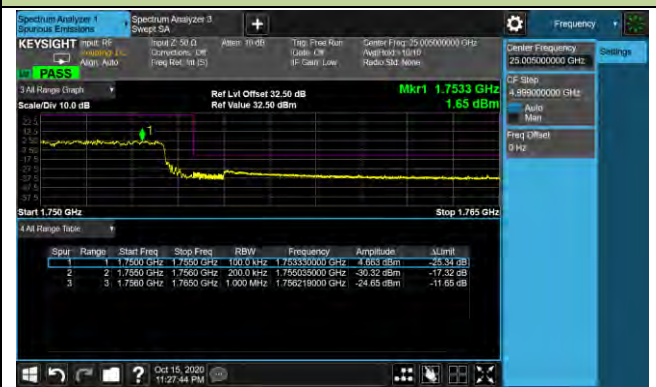 Spectrum Analyzer 1
Spurious Emissions
Spectrum Analyzer 3
Swept SA
Frequency
KEYSIGHT
Input: RF
Align: Auto
Input Z: 50 Ω
Corrections: Off
Freq Ref: Int (S)
Atten: 10 dB
Trig: Free Run
Gate: Off
IF Gain: Low
Center Freq: 25.005000000 GHz
Avg|Hold: 10/10
Radio Std: None
PASS
Center Frequency
25.005000000 GHz
Settings
CF Step
4.999000000 GHz
Auto
Man
Freq Offset
0 Hz
3 All Range Graph
Scale/Div 10.0 dB
Ref Lvl Offset 32.50 dB
Ref Value 32.50 dBm
Mkr1 1.7533 GHz
1.65 dBm
22.5
12.5
2.50
1
Start 1.750 GHz
Stop 1.765 GHz
4 All Range Table
Spur Range Start Freq Stop Freq RBW Frequency Amplitude ΔLimit
1 1 1.7500 GHz 1.7550 GHz 100.0 kHz 1.753330000 GHz 4.663 dBm -25.34 dB
2 2 1.7550 GHz 1.7560 GHz 200.0 kHz 1.755035000 GHz -30.32 dBm -17.32 dB
3 3 1.7560 GHz 1.7650 GHz 1.000 MHz 1.756219000 GHz -24.65 dBm -11.65 dB
Oct 15, 2020
11:27:44 PM